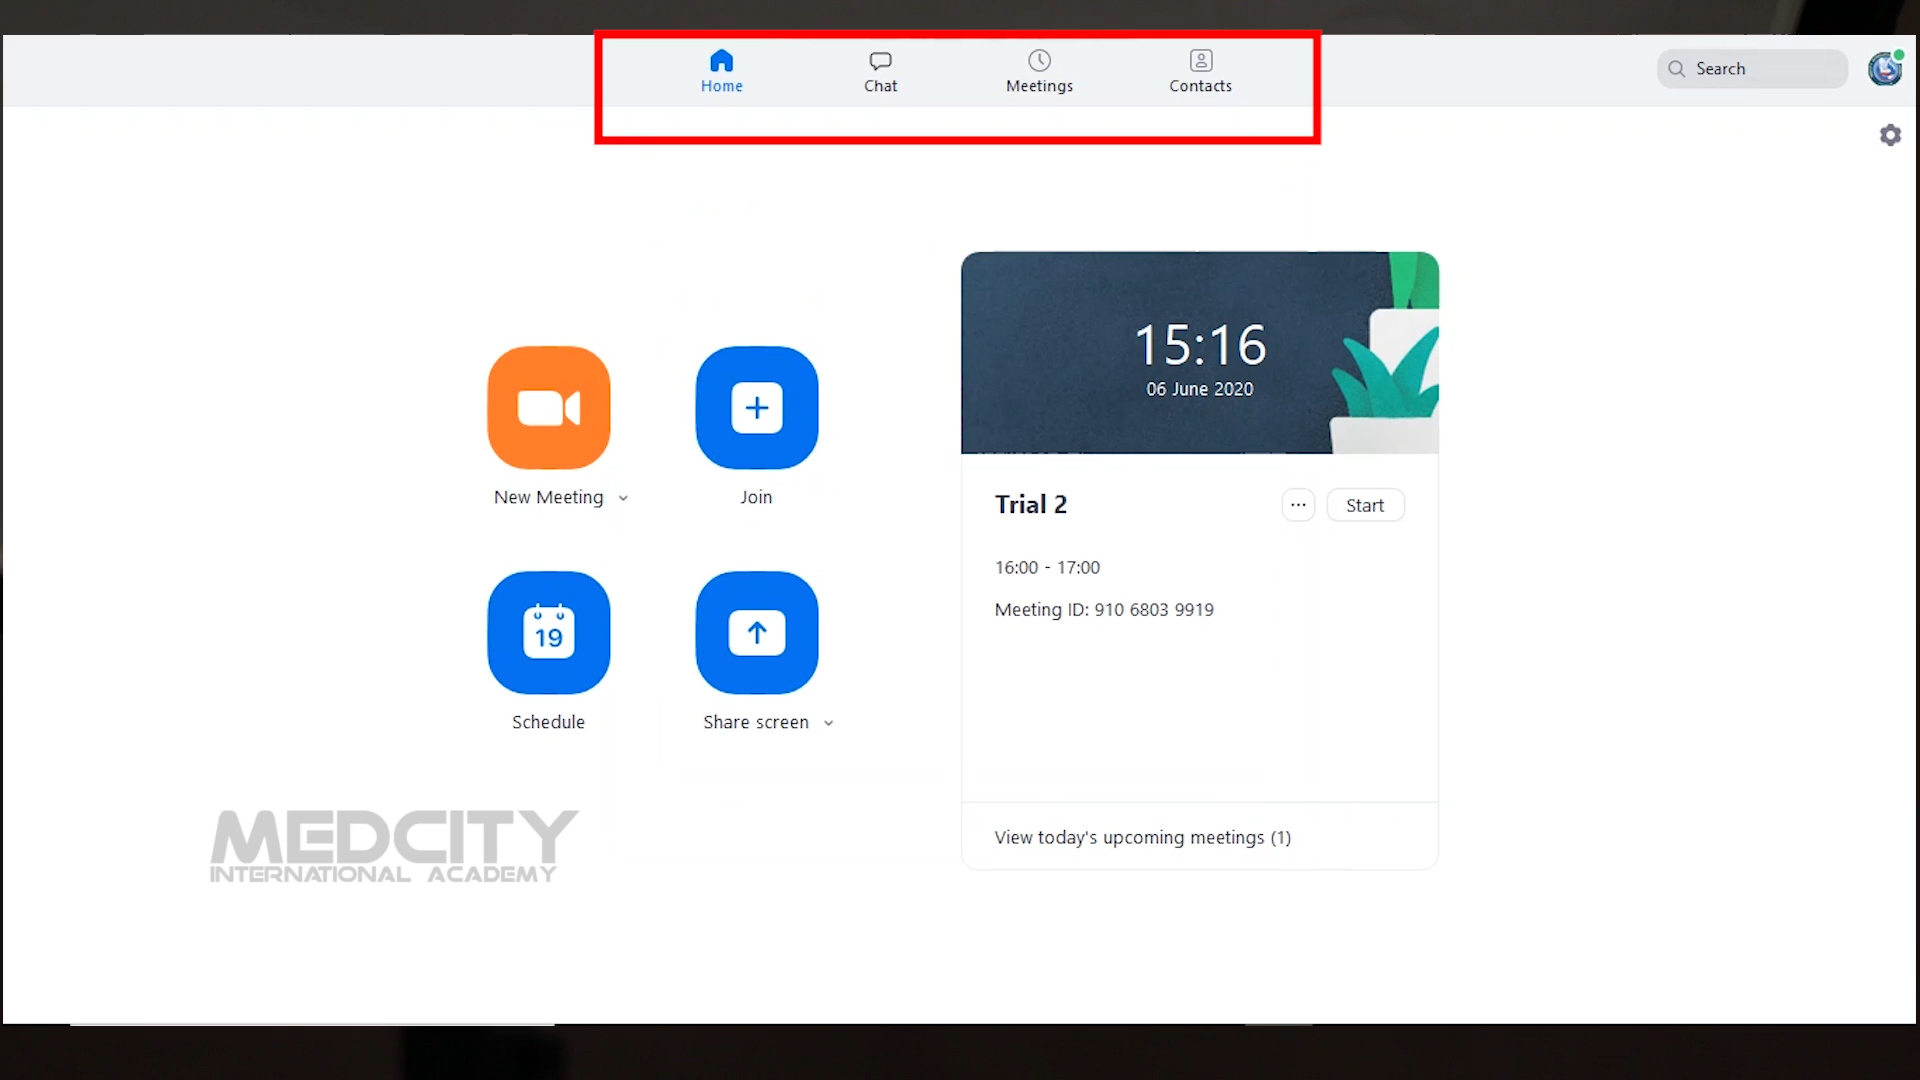 Home
Chat
Meetings
Contacts
Search
15:16
06 June 2020
New Meeting
Join
Trial 2
... Start
16:00 - 17:00
Meeting ID: 910 6803 9919
19
Schedule
Share screen
View today's upcoming meetings (1)
MEDCITY
INTERNATIONAL ACADEMY